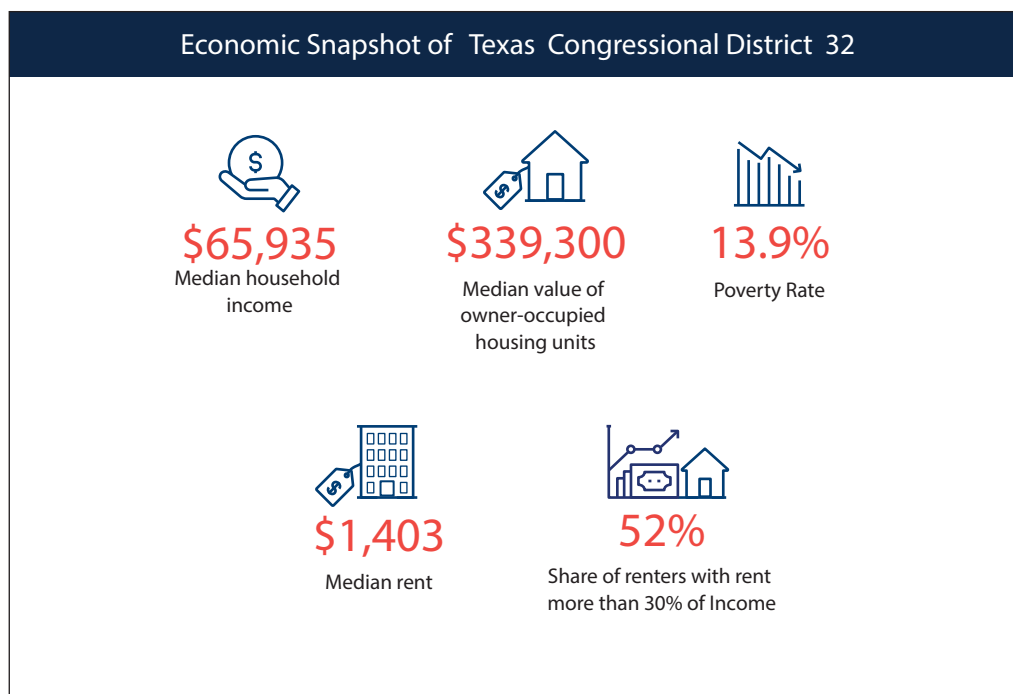 Economic Snapshot of Texas Congressional District 32
$
$65,935
Median household
income
$
$339,300
Median value of
owner-occupied
housing units
13.9%
Poverty Rate
$
$1,403
Median rent
52%
Share of renters with rent
more than 30% of Income